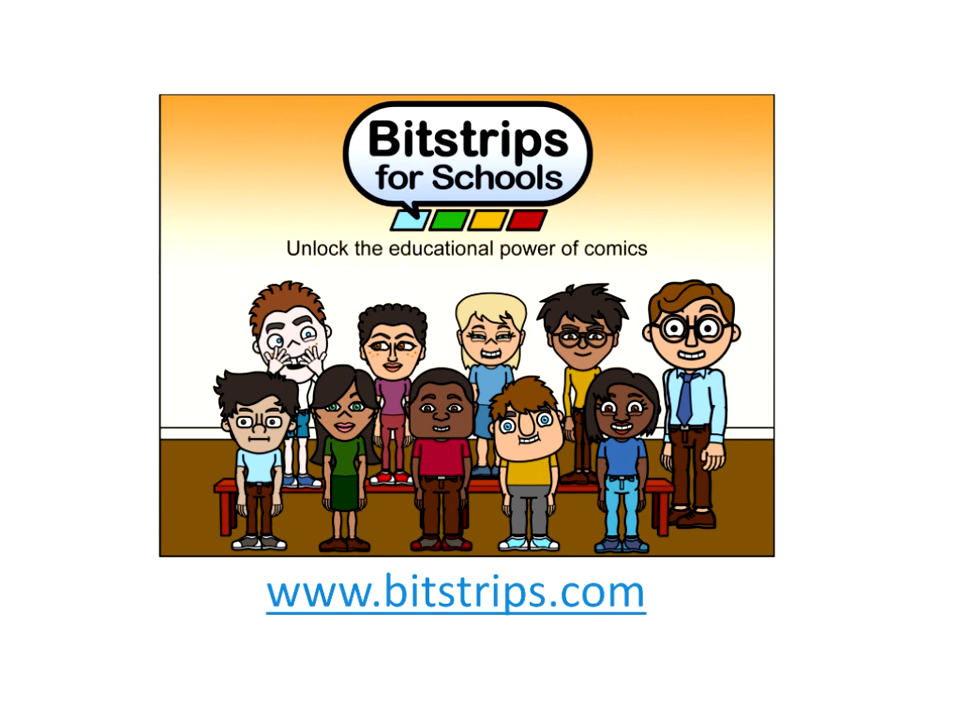 Bitstrips
for Schools
Unlock the educational power of comics
www.bitstrips.com